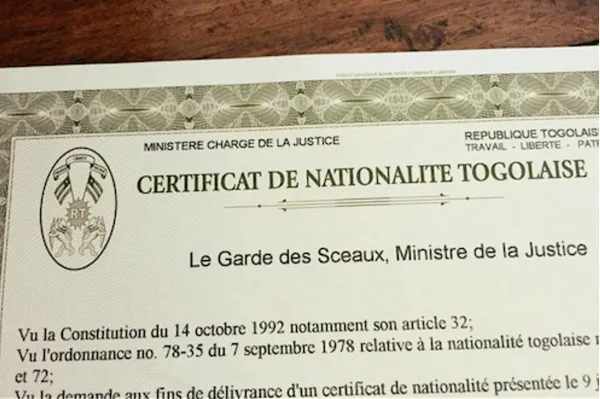 MINISTERE CHARGE DE LA JUSTICE
REPUBLIQUE TOGOLAIS
TRAVAIL - LIBERTE - PAT
CERTIFICAT DE NATIONALITE TOGOLAISE
RT
Le Garde des Sceaux, Ministre de la Justice
Vu la Constitution du 14 octobre 1992 notamment son article 32;
Vu l'ordonnance no. 78-35 du 7 septembre 1978 relative à la nationalité togolaise
et 72;
Vu la demande aux fins de délivrance d'un certificat de nationalité présentée le 9 j